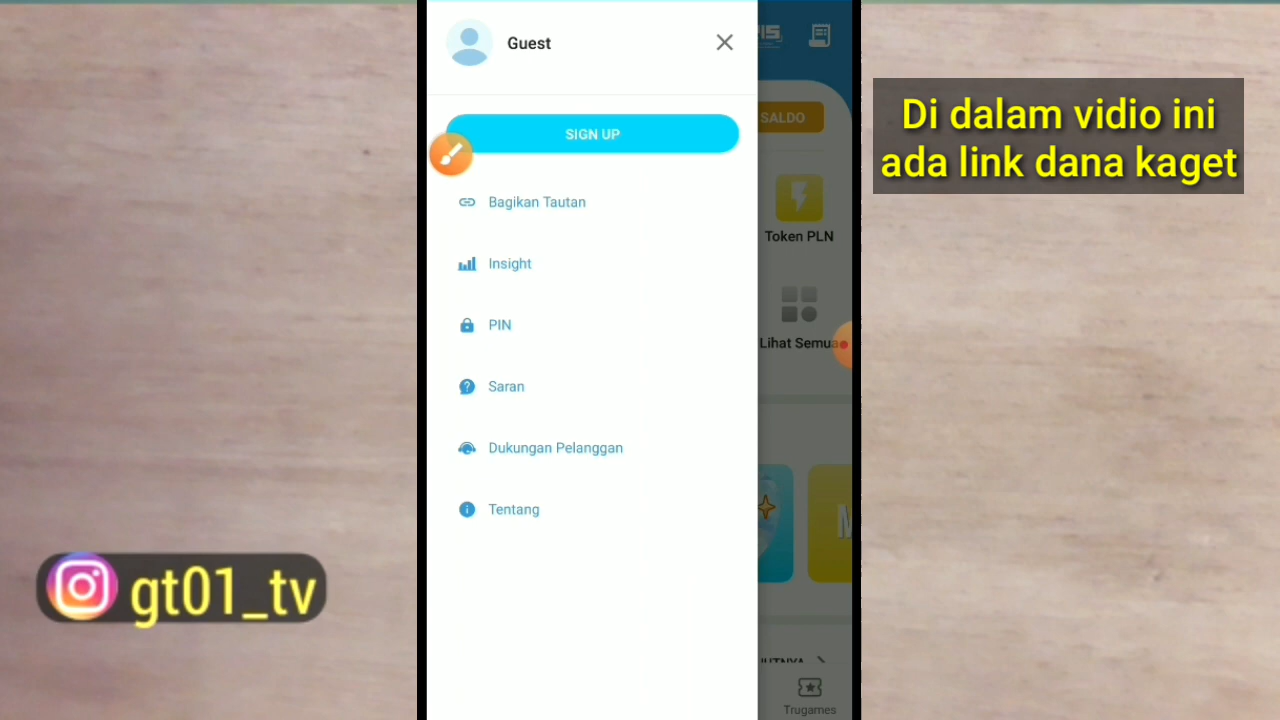 Guest
SIGN UP
SALDO
Bagikan Tautan
Token PLN
Insight
PIN
Lihat Semua
Saran
Dukungan Pelanggan
Tentang
Trugames
Di dalam vidio ini
ada link dana kaget
gt01_tv